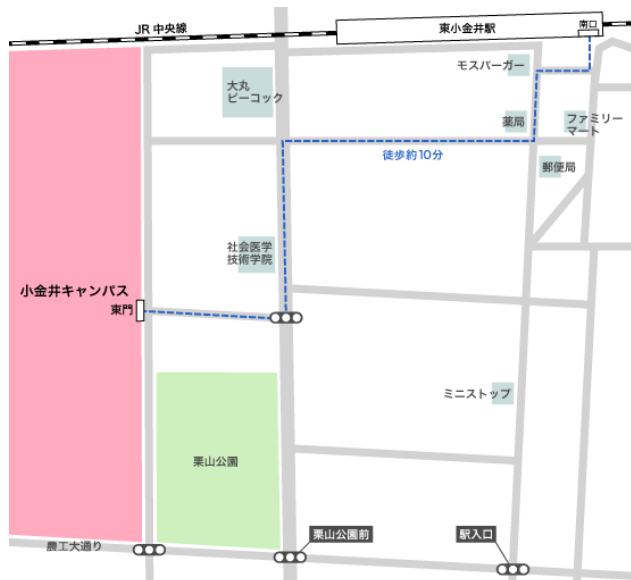 JR 中央線
東小金井駅
南口
モスバーガー
大丸
ピーコック
薬局
ファミリー
マート
徒歩約10分
郵便局
社会医学
技術学院
小金井キャンパス
東門
ミニストップ
栗山公園
農工大通り
栗山公園前
駅入口